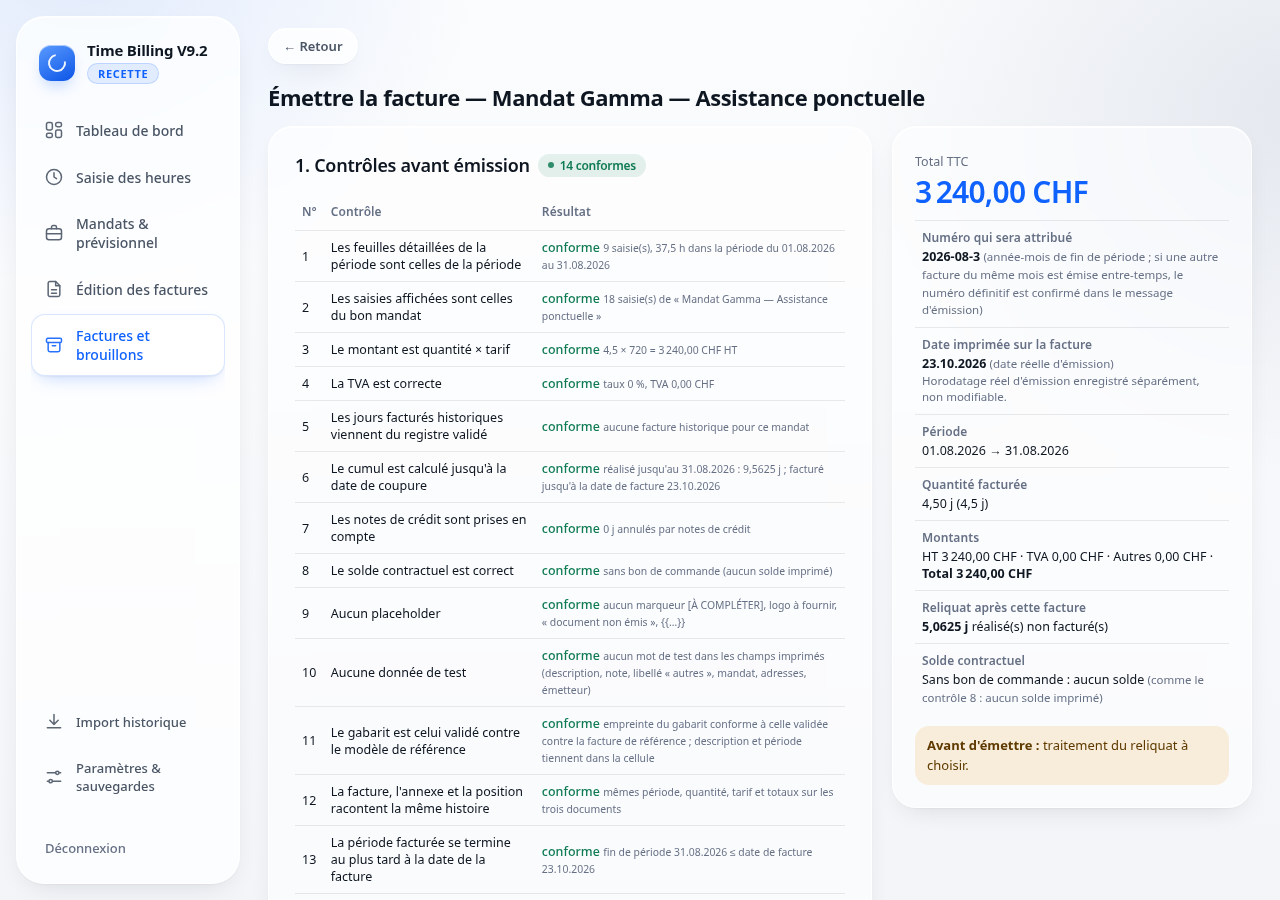 Time Billing V9.2
RECETTE
Tableau de bord
Saisie des heures
Mandats &
prévisionnel
Édition des factures
Factures et
brouillons
Import historique
Paramètres &
sauvegardes
Déconnexion
← Retour
Émettre la facture — Mandat Gamma — Assistance ponctuelle
1. Contrôles avant émission
14 conformes
N° Contrôle Résultat
1 Les feuilles détaillées de la
période sont celles de la période
conforme 9 saisie(s), 37,5 h dans la période du 01.08.2026
au 31.08.2026
2 Les saisies affichées sont celles
du bon mandat
conforme 18 saisie(s) de « Mandat Gamma — Assistance
ponctuelle »
3 Le montant est quantité × tarif
conforme 4,5 × 720 = 3 240,00 CHF HT
4 La TVA est correcte
conforme taux 0 %, TVA 0,00 CHF
5 Les jours facturés historiques
viennent du registre validé
conforme aucune facture historique pour ce mandat
6 Le cumul est calculé jusqu'à la
date de coupure
conforme réalisé jusqu'au 31.08.2026 : 9,5625 j ; facturé
jusqu'à la date de facture 23.10.2026
7 Les notes de crédit sont prises en
compte
conforme 0 j annulés par notes de crédit
8 Le solde contractuel est correct
conforme sans bon de commande (aucun solde imprimé)
9 Aucun placeholder
conforme aucun marqueur [À COMPLÉTER], logo à fournir,
« document non émis », {{...}}
10 Aucune donnée de test
conforme aucun mot de test dans les champs imprimés
(description, note, libellé « autres », mandat, adresses,
émetteur)
11 Le gabarit est celui validé contre
le modèle de référence
conforme empreinte du gabarit conforme à celle validée
contre la facture de référence ; description et période
tiennent dans la cellule
12 La facture, l'annexe et la position
racontent la même histoire
conforme mêmes période, quantité, tarif et totaux sur les
trois documents
13 La période facturée se termine
au plus tard à la date de la
facture
conforme fin de période 31.08.2026 ≤ date de facture
23.10.2026
Total TTC
3 240,00 CHF
Numéro qui sera attribué
2026-08-3 (année-mois de fin de période ; si une autre
facture du même mois est émise entre-temps, le
numéro définitif est confirmé dans le message
d'émission)
Date imprimée sur la facture
23.10.2026 (date réelle d'émission)
Horodatage réel d'émission enregistré séparément,
non modifiable.
Période
01.08.2026 → 31.08.2026
Quantité facturée
4,50 j (4,5 j)
Montants
HT 3 240,00 CHF · TVA 0,00 CHF · Autres 0,00 CHF ·
Total 3 240,00 CHF
Reliquat après cette facture
5,0625 j réalisé(s) non facturé(s)
Solde contractuel
Sans bon de commande : aucun solde (comme le
contrôle 8 : aucun solde imprimé)
Avant d'émettre : traitement du reliquat à
choisir.